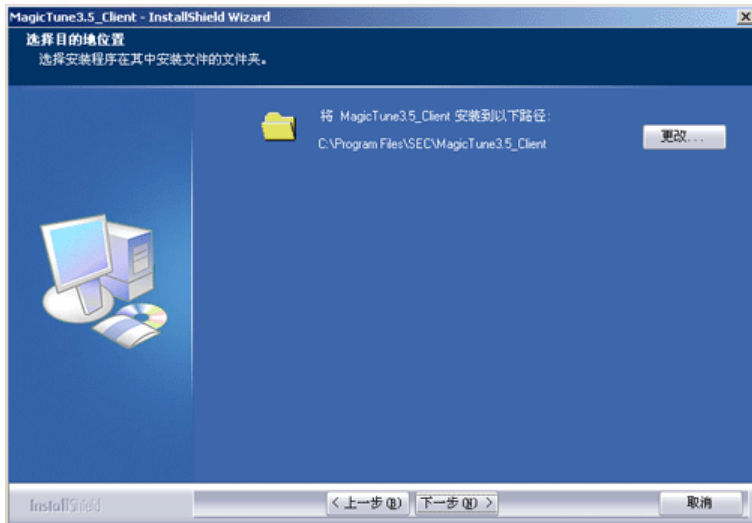 MagicTune3.5_Client - InstallShield Wizard
选择目的地位置
选择安装程序在其中安装文件的文件夹。
将 MagicTune3.5_Client 安装到以下路径:
C:\Program Files\SEC\MagicTune3.5_Client
更改...
InstallShield
< 上一步(B)
下一步(N) >
取消